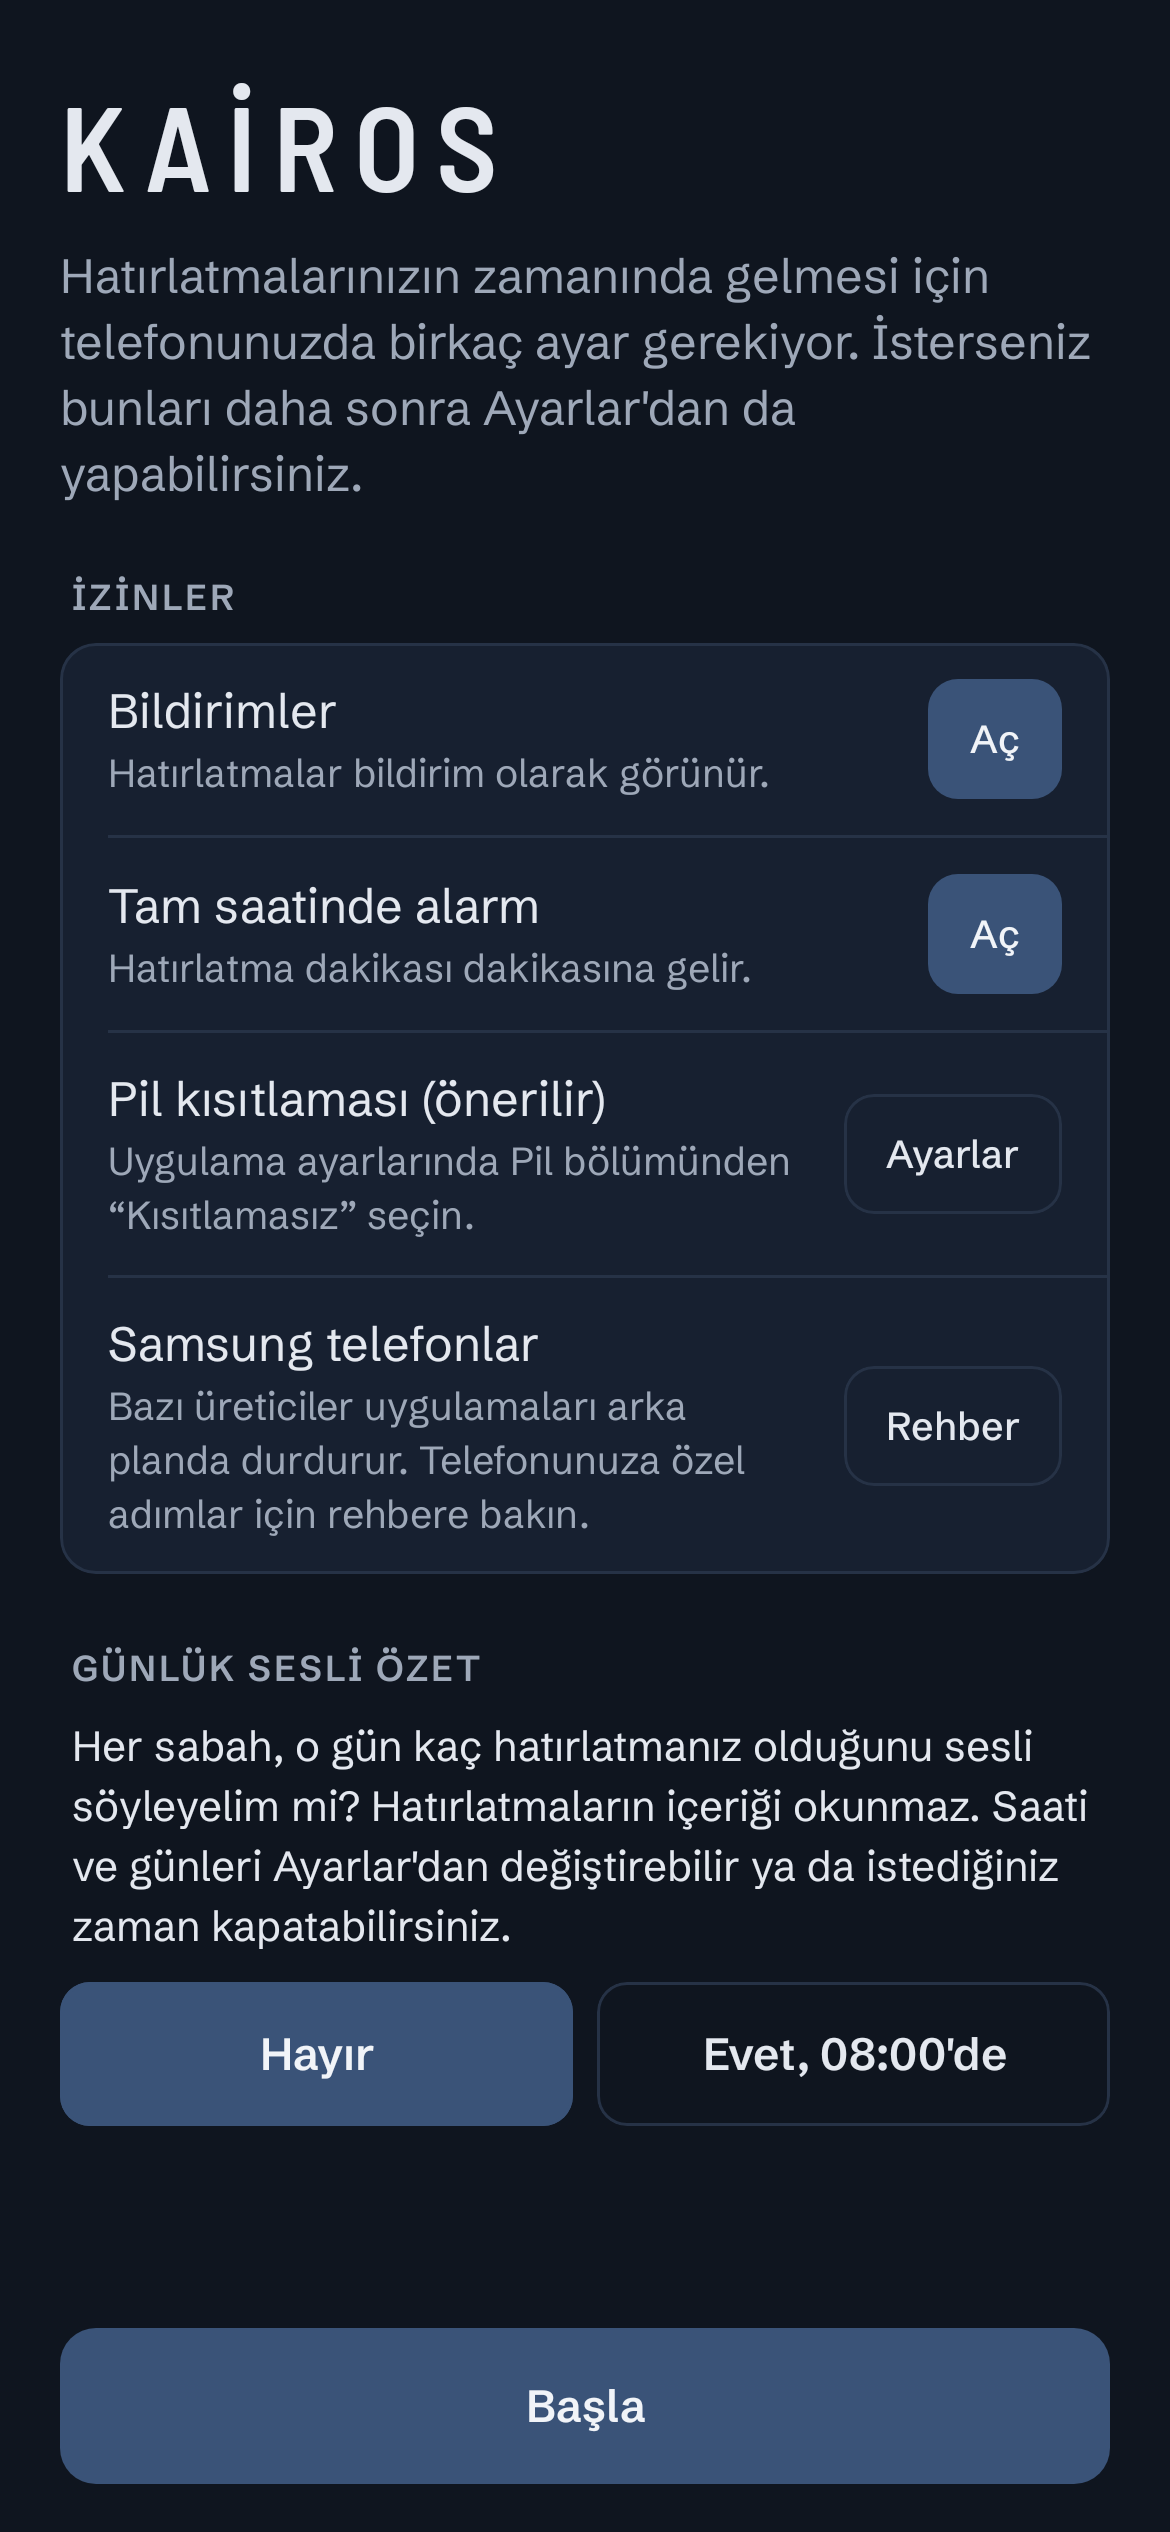 KAİROS
Hatırlatmalarınızın zamanında gelmesi için
telefonunuzda birkaç ayar gerekiyor. İsterseniz
bunları daha sonra Ayarlar'dan da
yapabilirsiniz.
İZİNLER
Bildirimler
Hatırlatmalar bildirim olarak görünür.
Aç
Tam saatinde alarm
Hatırlatma dakikası dakikasına gelir.
Aç
Pil kısıtlaması (önerilir)
Uygulama ayarlarında Pil bölümünden
“Kısıtlamasız” seçin.
Ayarlar
Samsung telefonlar
Bazı üreticiler uygulamaları arka
planda durdurur. Telefonunuza özel
adımlar için rehbere bakın.
Rehber
GÜNLÜK SESLİ ÖZET
Her sabah, o gün kaç hatırlatmanız olduğunu sesli
söyleyelim mi? Hatırlatmaların içeriği okunmaz. Saati
ve günleri Ayarlar'dan değiştirebilir ya da istediğiniz
zaman kapatabilirsiniz.
Hayır
Evet, 08:00'de
Başla